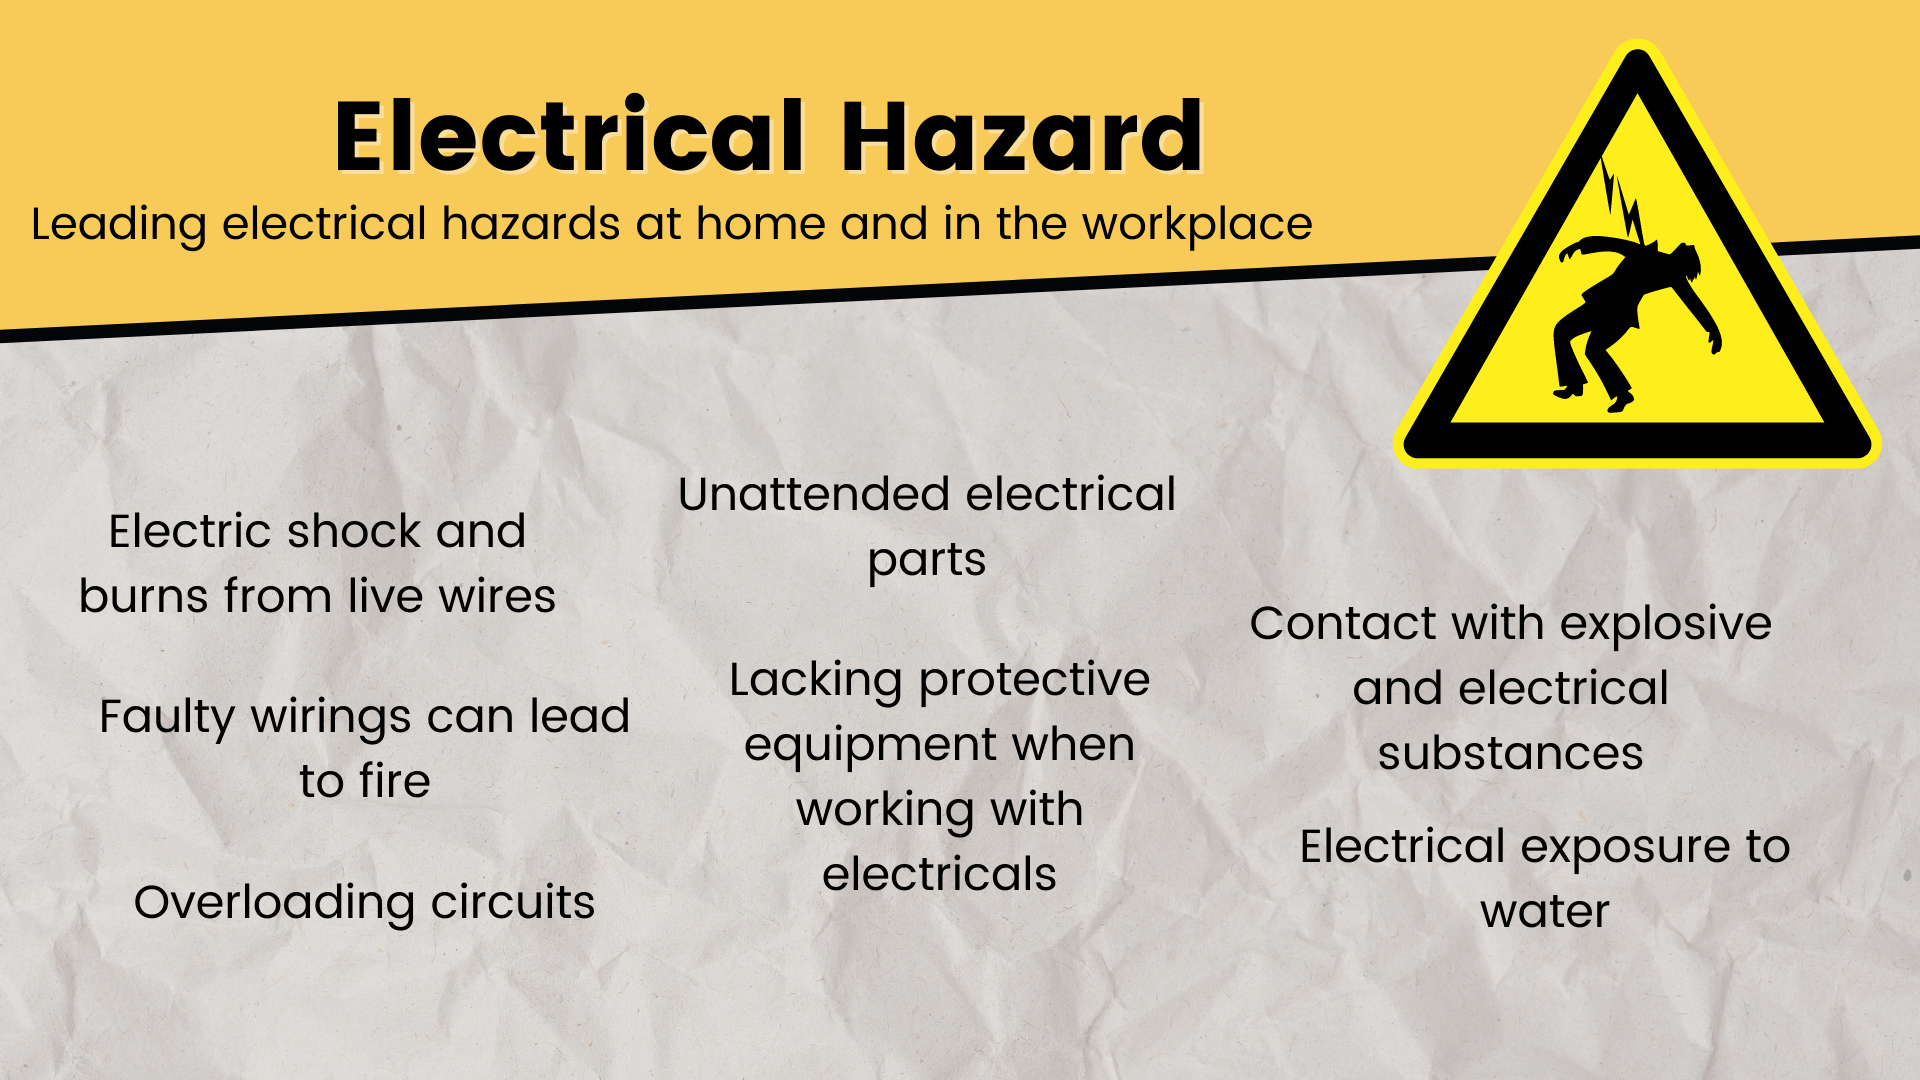 Electrical Hazard
Leading electrical hazards at home and in the workplace
Electric shock and
burns from live wires
Faulty wirings can lead
to fire
Overloading circuits
Unattended electrical
parts
Lacking protective
equipment when
working with
electricals
Contact with explosive
and electrical
substances
Electrical exposure to
water